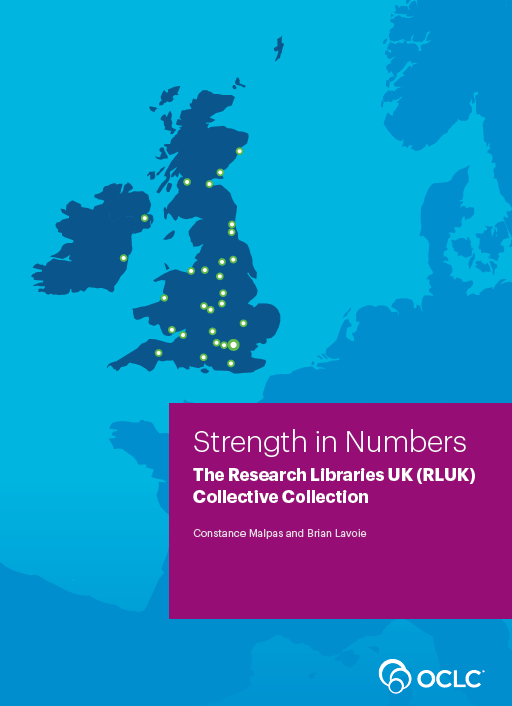 Strength in Numbers
The Research Libraries UK (RLUK)
Collective Collection
Constance Malpas and Brian Lavoie
OCLC